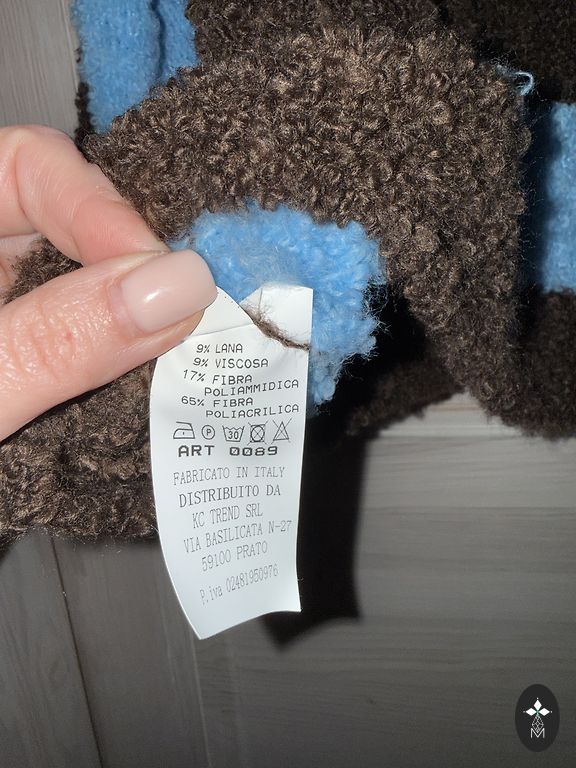 9% LANA
9% VISCOSA
17% FIBRA
POLIAMMIDICA
65% FIBRA
POLIACRILICA
P 30
ART 0089
FABRICATO IN ITALY
DISTRIBUITO DA
KC TREND SRL
VIA BASILICATA N-27
59100 PRATO
P.iva 02481950976
M